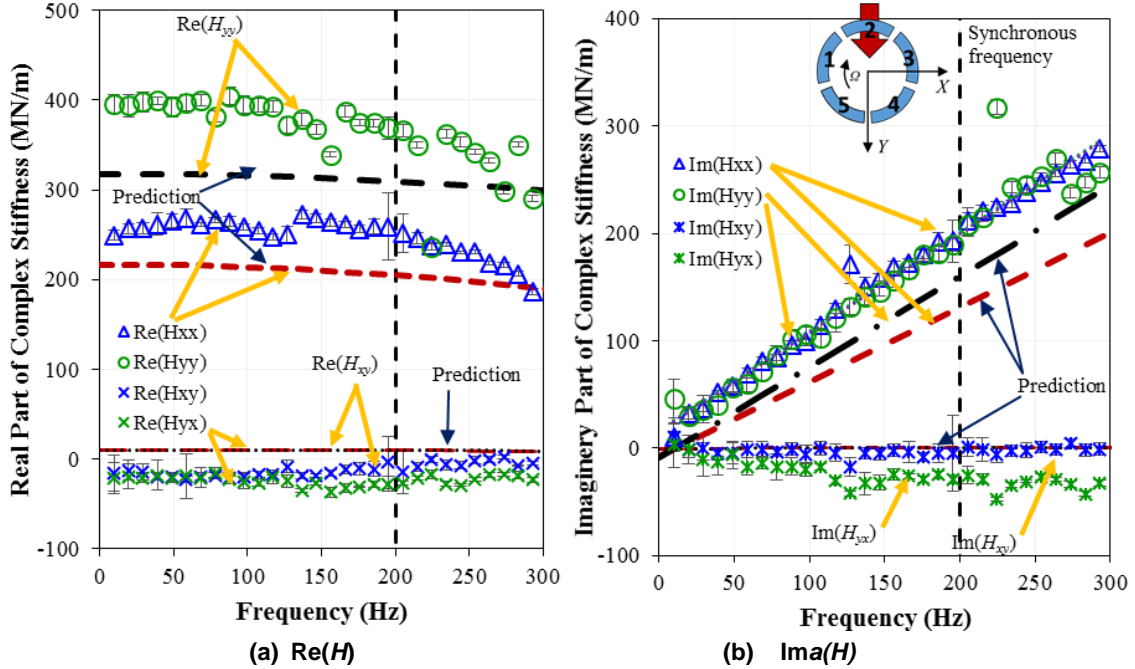 Real Part of Complex Stiffness (MN/m)
500
400
300
200
100
0
-100
Re(Hyy)
Prediction
Re(Hxx)
Re(Hyy)
Re(Hxy)
Re(Hyx)
Re(Hxy)
Prediction
0
50
100
150
200
250
300
Frequency (Hz)
(a) Re(H)
Imaginery Part of Complex Stiffness (MN/m)
400
300
200
100
0
-100
1
2
3
4
5
Ω
X
Y
Synchronous
frequency
Im(Hxx)
Im(Hyy)
Im(Hxy)
Im(Hyx)
Prediction
Im(Hyx)
Im(Hxy)
0
50
100
150
200
250
300
Frequency (Hz)
(b) Ima(H)